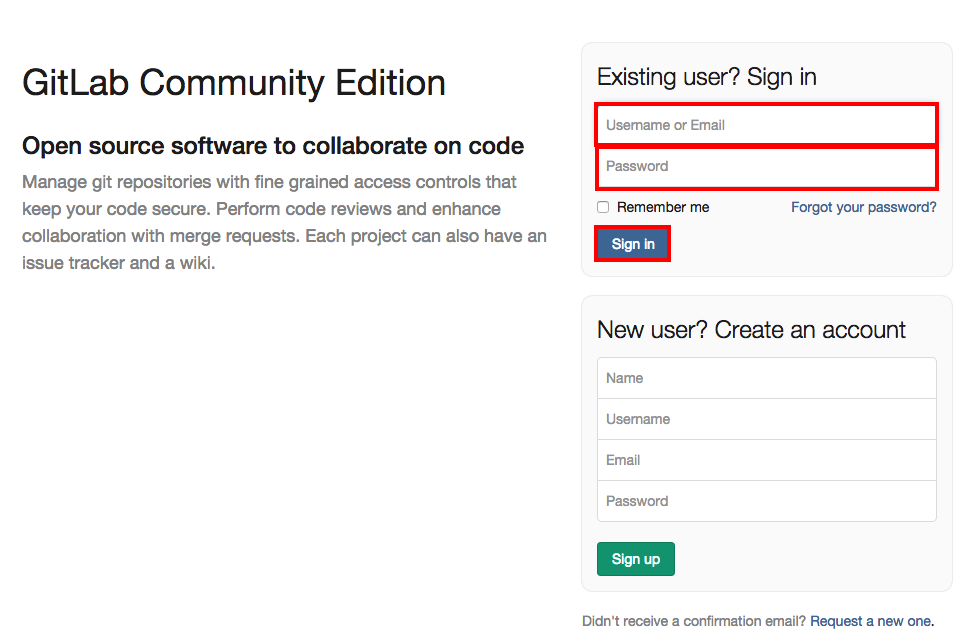 GitLab Community Edition
Open source software to collaborate on code
Manage git repositories with fine grained access controls that
keep your code secure. Perform code reviews and enhance
collaboration with merge requests. Each project can also have an
issue tracker and a wiki.
Existing user? Sign in
Username or Email
Password
Remember me Forgot your password?
Sign in
New user? Create an account
Name
Username
Email
Password
Sign up
Didn't receive a confirmation email? Request a new one.